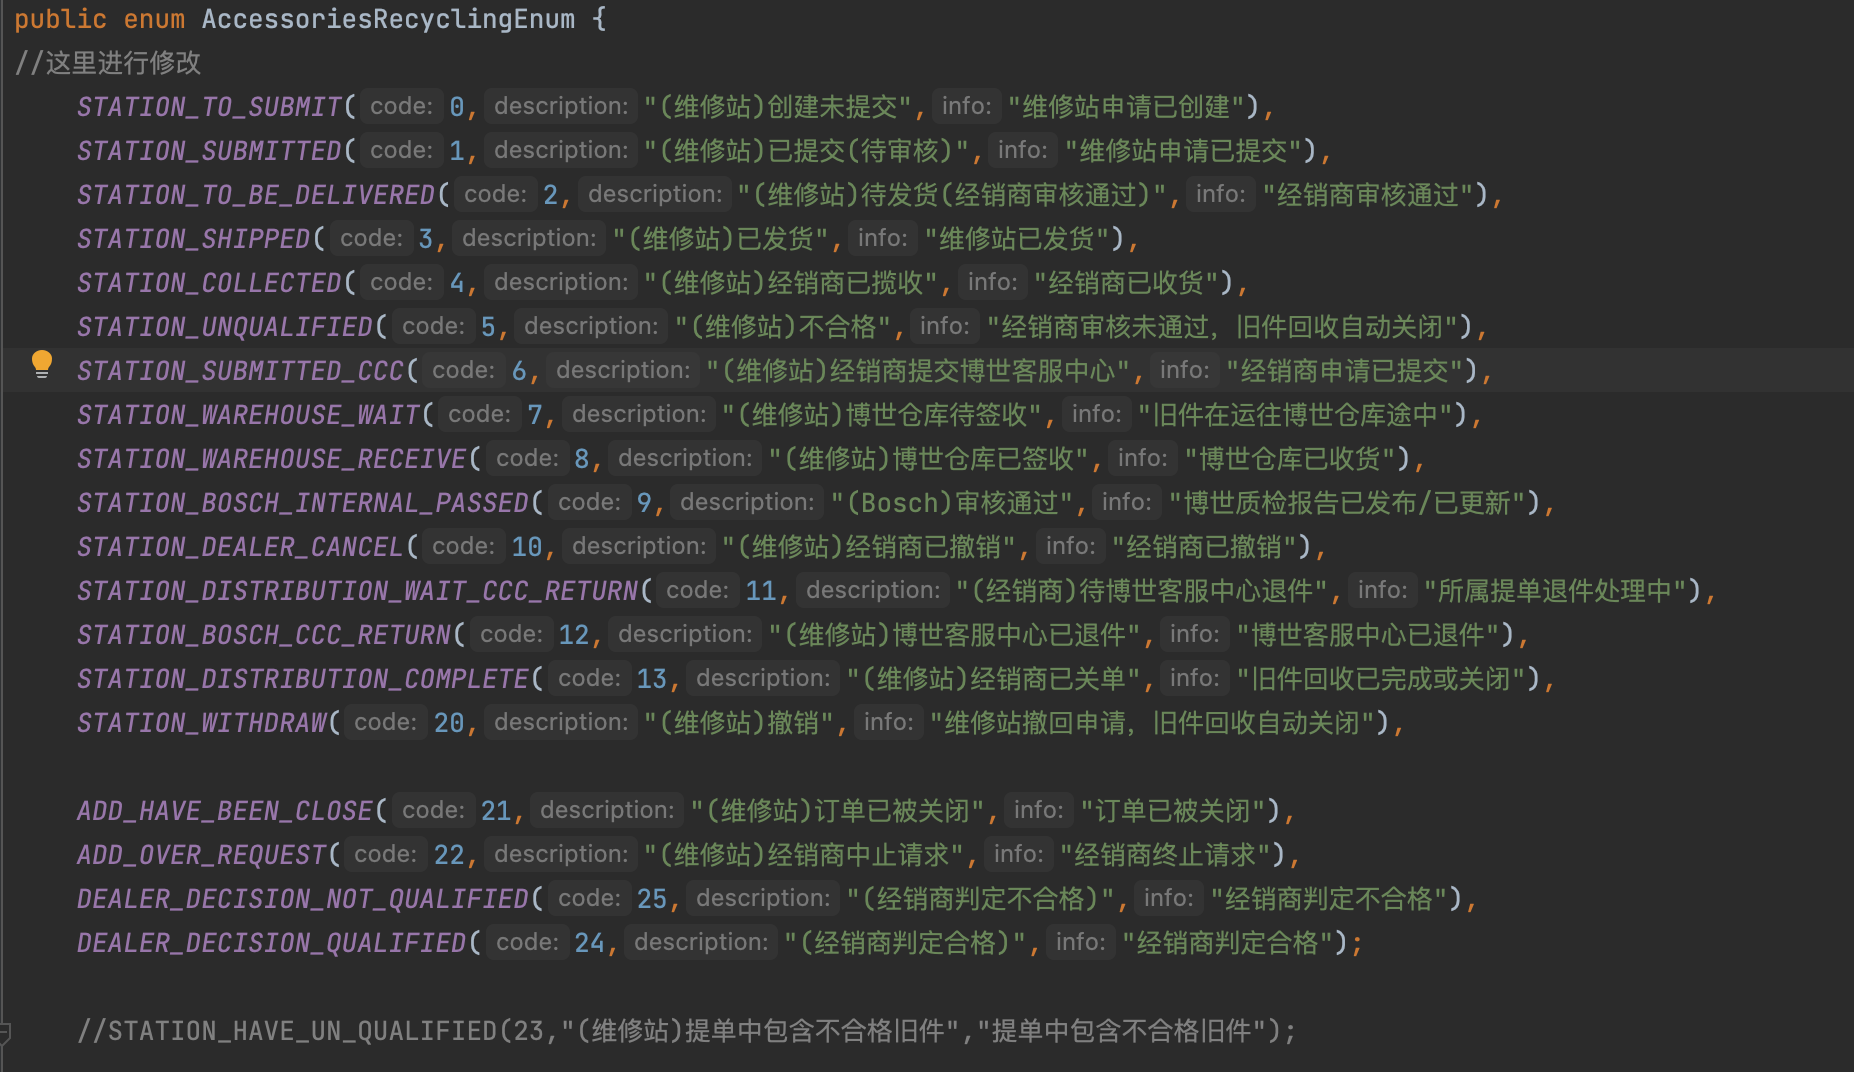 public enum AccessoriesRecyclingEnum {
//这里进行修改
STATION_TO_SUBMIT( code: 0, description: "(维修站)创建未提交", info: "维修站申请已创建"),
STATION_SUBMITTED( code: 1, description: "(维修站)已提交(待审核)", info: "维修站申请已提交"),
STATION_TO_BE_DELIVERED( code: 2, description: "(维修站)待发货(经销商审核通过)", info: "经销商审核通过"),
STATION_SHIPPED( code: 3, description: "(维修站)已发货", info: "维修站已发货"),
STATION_COLLECTED( code: 4, description: "(维修站)经销商已揽收", info: "经销商已收货"),
STATION_UNQUALIFIED( code: 5, description: "(维修站)不合格", info: "经销商审核未通过，旧件回收自动关闭"),
STATION_SUBMITTED_CCC( code: 6, description: "(维修站)经销商提交博世客服中心", info: "经销商申请已提交"),
STATION_WAREHOUSE_WAIT( code: 7, description: "(维修站)博世仓库待签收", info: "旧件在运往博世仓库途中"),
STATION_WAREHOUSE_RECEIVE( code: 8, description: "(维修站)博世仓库已签收", info: "博世仓库已收货"),
STATION_BOSCH_INTERNAL_PASSED( code: 9, description: "(Bosch)审核通过", info: "博世质检报告已发布/已更新"),
STATION_DEALER_CANCEL( code: 10, description: "(维修站)经销商已撤销", info: "经销商已撤销"),
STATION_DISTRIBUTION_WAIT_CCC_RETURN( code: 11, description: "(经销商)待博世客服中心退件", info: "所属提单退件处理中"),
STATION_BOSCH_CCC_RETURN( code: 12, description: "(维修站)博世客服中心已退件", info: "博世客服中心已退件"),
STATION_DISTRIBUTION_COMPLETE( code: 13, description: "(维修站)经销商已关单", info: "旧件回收已完成或关闭"),
STATION_WITHDRAW( code: 20, description: "(维修站)撤销", info: "维修站撤回申请，旧件回收自动关闭"),
ADD_HAVE_BEEN_CLOSE( code: 21, description: "(维修站)订单已被关闭", info: "订单已被关闭"),
ADD_OVER_REQUEST( code: 22, description: "(维修站)经销商中止请求", info: "经销商终止请求"),
DEALER_DECISION_NOT_QUALIFIED( code: 25, description: "(经销商判定不合格)", info: "经销商判定不合格"),
DEALER_DECISION_QUALIFIED( code: 24, description: "(经销商判定合格)", info: "经销商判定合格");
//STATION_HAVE_UN_QUALIFIED(23,"(维修站)提单中包含不合格旧件","提单中包含不合格旧件");